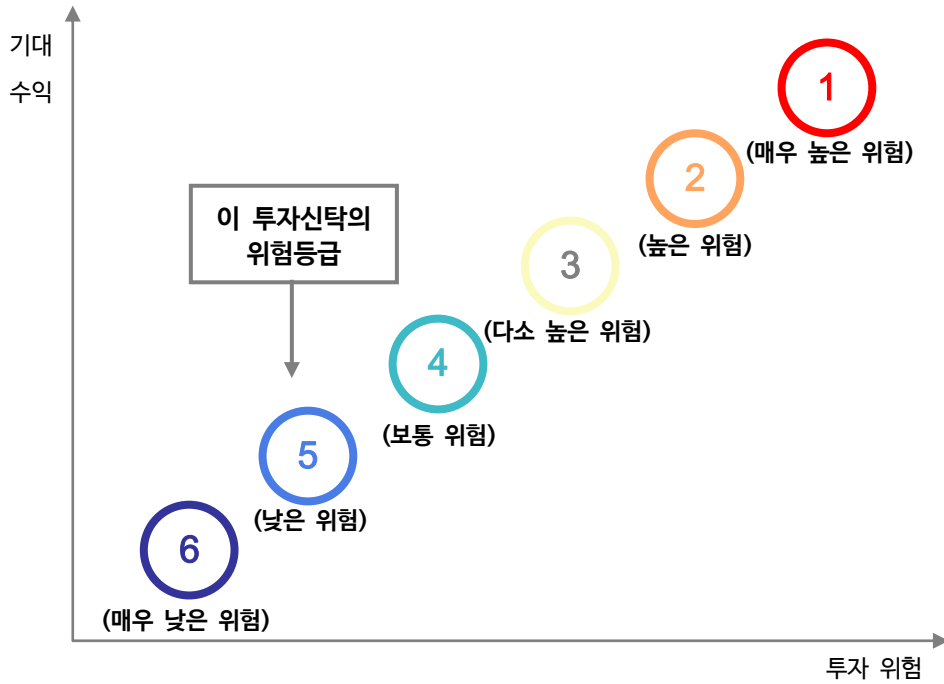 기대
수익
1
(매우 높은 위험)
2
(높은 위험)
이 투자신탁의
위험등급
3
(다소 높은 위험)
4
(보통 위험)
5
(낮은 위험)
6
(매우 낮은 위험)
투자 위험